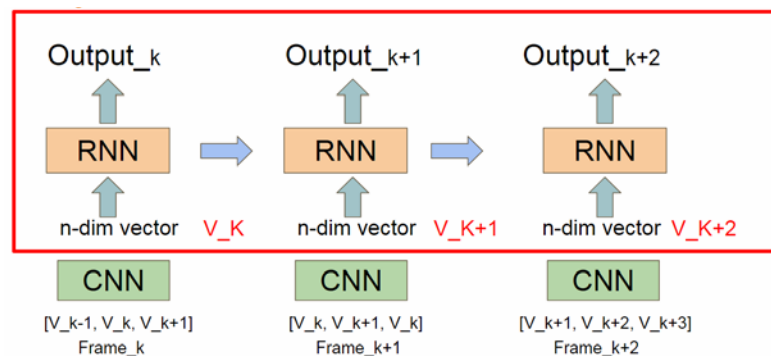 Output_k Output_k+1 Output_k+2
RNN RNN RNN
n-dim vector V_K n-dim vector V_K+1 n-dim vector V_K+2
CNN CNN CNN
[V_k-1, V_k, V_k+1] [V_k, V_k+1, V_k] [V_k+1, V_k+2, V_k+3]
Frame_k Frame_k+1 Frame_k+2